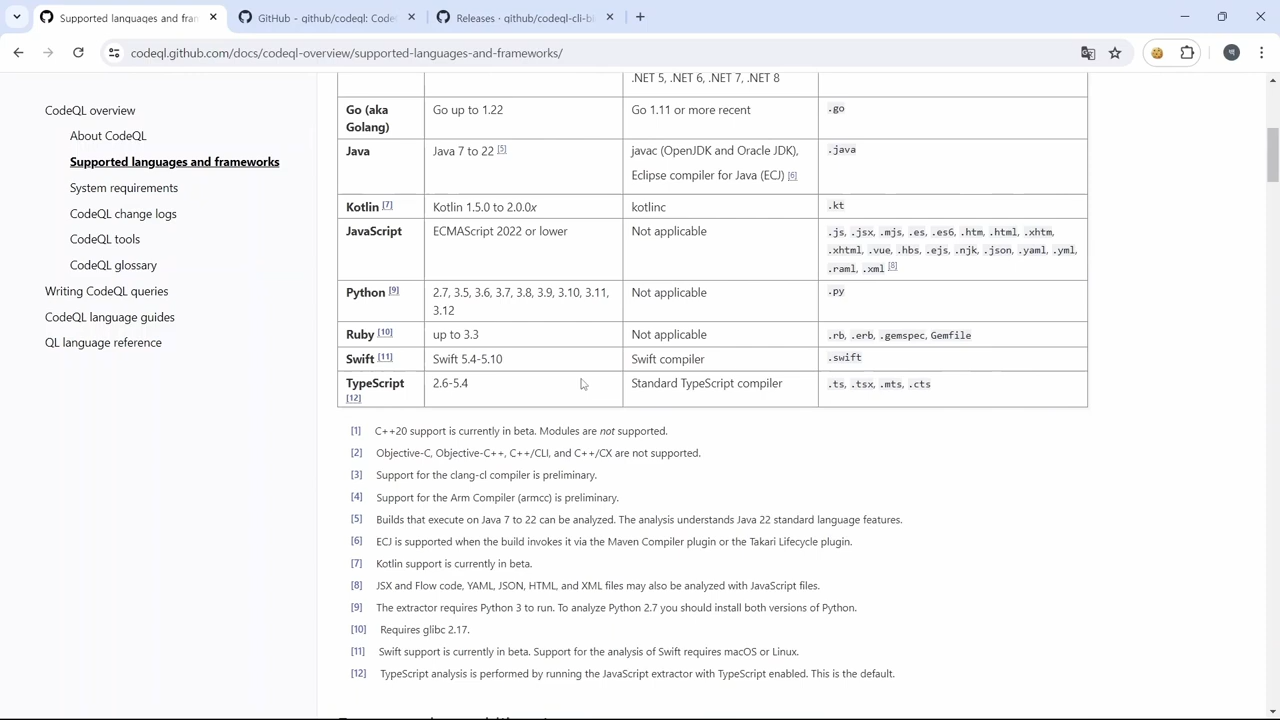 Supported languages and fran
GitHub - github/codeql: Code
Releases · github/codeql-cli-bi
codeql.github.com/docs/codeql-overview/supported-languages-and-frameworks/
CodeQL overview
About CodeQL
Supported languages and frameworks
System requirements
CodeQL change logs
CodeQL tools
CodeQL glossary
Writing CodeQL queries
CodeQL language guides
QL language reference
.NET 5, .NET 6, .NET 7, .NET 8
Go (aka Golang) Go up to 1.22 Go 1.11 or more recent .go
Java Java 7 to 22 [5] javac (OpenJDK and Oracle JDK), .java
Eclipse compiler for Java (ECJ) [6]
Kotlin [7] Kotlin 1.5.0 to 2.0.0x kotlinc .kt
JavaScript ECMAScript 2022 or lower Not applicable .js, .jsx, .mjs, .es, .es6, .htm, .html, .xhtm,
.xhtml, .vue, .hbs, .ejs, .njk, .json, .yaml, .yml,
.raml, .xml [8]
Python [9] 2.7, 3.5, 3.6, 3.7, 3.8, 3.9, 3.10, 3.11, Not applicable .py
3.12
Ruby [10] up to 3.3 Not applicable .rb, .erb, .gemspec, Gemfile
Swift [11] Swift 5.4-5.10 Swift compiler .swift
TypeScript 2.6-5.4 Standard TypeScript compiler .ts, .tsx, .mts, .cts
[12]
[1] C++20 support is currently in beta. Modules are not supported.
[2] Objective-C, Objective-C++, C++/CLI, and C++/CX are not supported.
[3] Support for the clang-cl compiler is preliminary.
[4] Support for the Arm Compiler (armcc) is preliminary.
[5] Builds that execute on Java 7 to 22 can be analyzed. The analysis understands Java 22 standard language features.
[6] ECJ is supported when the build invokes it via the Maven Compiler plugin or the Takari Lifecycle plugin.
[7] Kotlin support is currently in beta.
[8] JSX and Flow code, YAML, JSON, HTML, and XML files may also be analyzed with JavaScript files.
[9] The extractor requires Python 3 to run. To analyze Python 2.7 you should install both versions of Python.
[10] Requires glibc 2.17.
[11] Swift support is currently in beta. Support for the analysis of Swift requires macOS or Linux.
[12] TypeScript analysis is performed by running the JavaScript extractor with TypeScript enabled. This is the default.